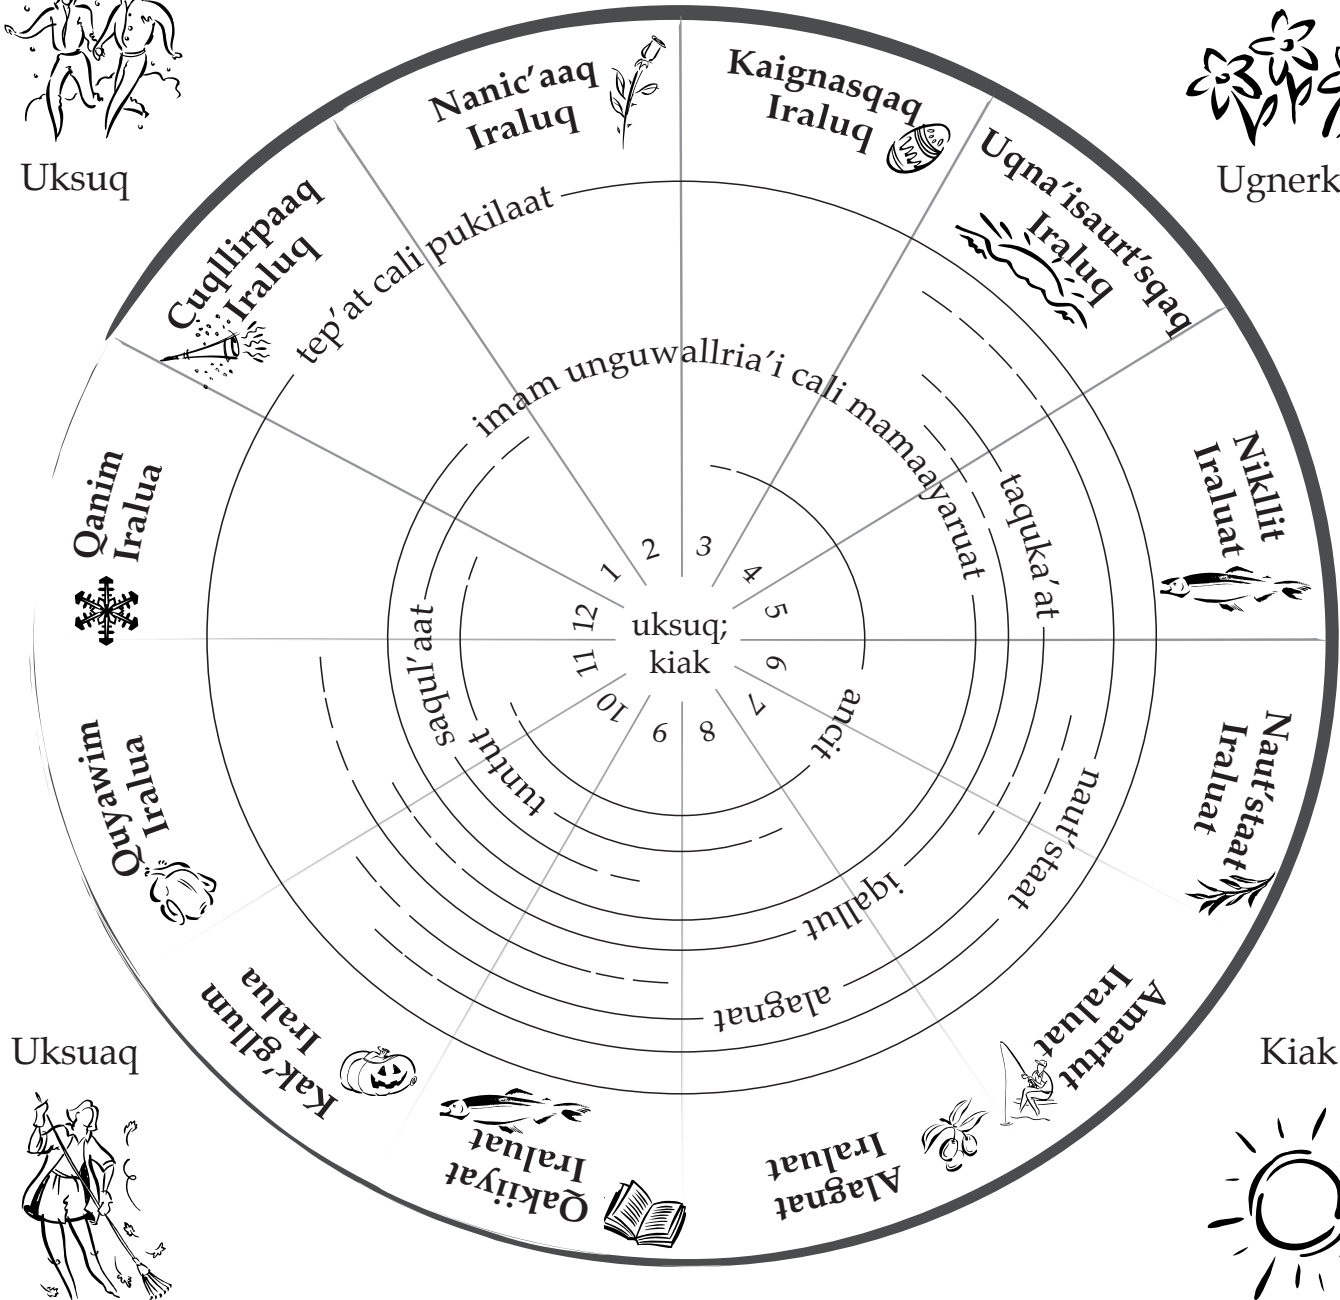 Uksuq
Ugnerk
Cuqllirpaaq
Iraluq
Nanic’aaq
Iraluq
Kaignasqaq
Iraluq
Uqna’isaurt’sqaq
Iraluq
Nikllit
Iraluat
Naut’staat
Iraluat
Amartut
Iraluat
Alagnat
Iraluat
Qakiiyat
Iraluat
Kak’gllum
Iralua
Quyawim
Iralua
Qanim
Iralua
tep’at cali pukilaat
imam unguwallria’i cali mamaayaruat
taquka’at
naut’staat
ancit
iqallut
alagnat
tuntut
saqul’aat
1
2
3
4
5
6
7
8
9
10
11
12
uksuq;
kiak
Uksuaq
Kiak